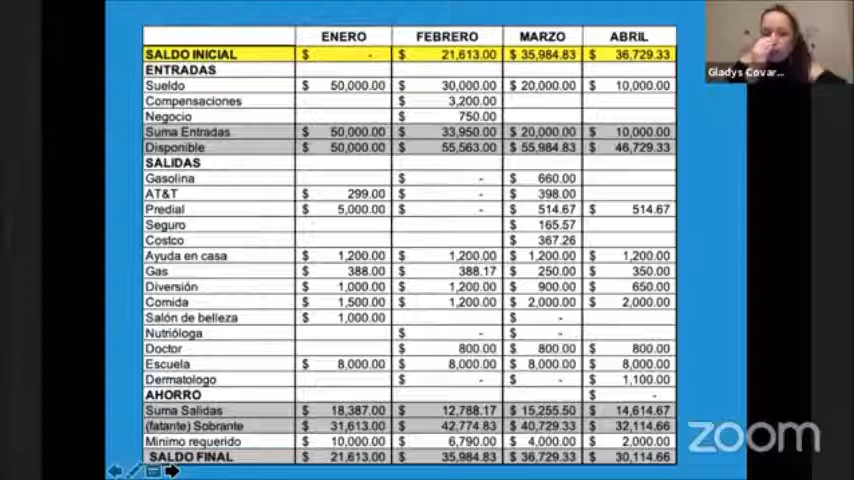 ENERO FEBRERO MARZO ABRIL
SALDO INICIAL $ - $ 21,613.00 $ 35,984.83 $ 36,729.33
ENTRADAS
Sueldo $ 50,000.00 $ 30,000.00 $ 20,000.00 $ 10,000.00
Compensaciones $ 3,200.00
Negocio $ 750.00
Suma Entradas $ 50,000.00 $ 33,950.00 $ 20,000.00 $ 10,000.00
Disponible $ 50,000.00 $ 55,563.00 $ 55,984.83 $ 46,729.33
SALIDAS
Gasolina $ - $ 660.00
AT&T $ 299.00 $ - $ 398.00
Predial $ 5,000.00 $ - $ 514.67 $ 514.67
Seguro $ 165.57
Costco $ 367.26
Ayuda en casa $ 1,200.00 $ 1,200.00 $ 1,200.00 $ 1,200.00
Gas $ 388.00 $ 388.17 $ 250.00 $ 350.00
Diversión $ 1,000.00 $ 1,200.00 $ 900.00 $ 650.00
Comida $ 1,500.00 $ 1,200.00 $ 2,000.00 $ 2,000.00
Salón de belleza $ 1,000.00 $ -
Nutrióloga $ - $ -
Doctor $ 800.00 $ 800.00 $ 800.00
Escuela $ 8,000.00 $ 8,000.00 $ 8,000.00 $ 8,000.00
Dermatologo $ - $ - $ 1,100.00
AHORRO $ -
Suma Salidas $ 18,387.00 $ 12,788.17 $ 15,255.50 $ 14,614.67
(fatante) Sobrante $ 31,613.00 $ 42,774.83 $ 40,729.33 $ 32,114.66
Mínimo requerido $ 10,000.00 $ 6,790.00 $ 4,000.00 $ 2,000.00
SALDO FINAL $ 21,613.00 $ 35,984.83 $ 36,729.33 $ 30,114.66
Gladys Covar...
zoom